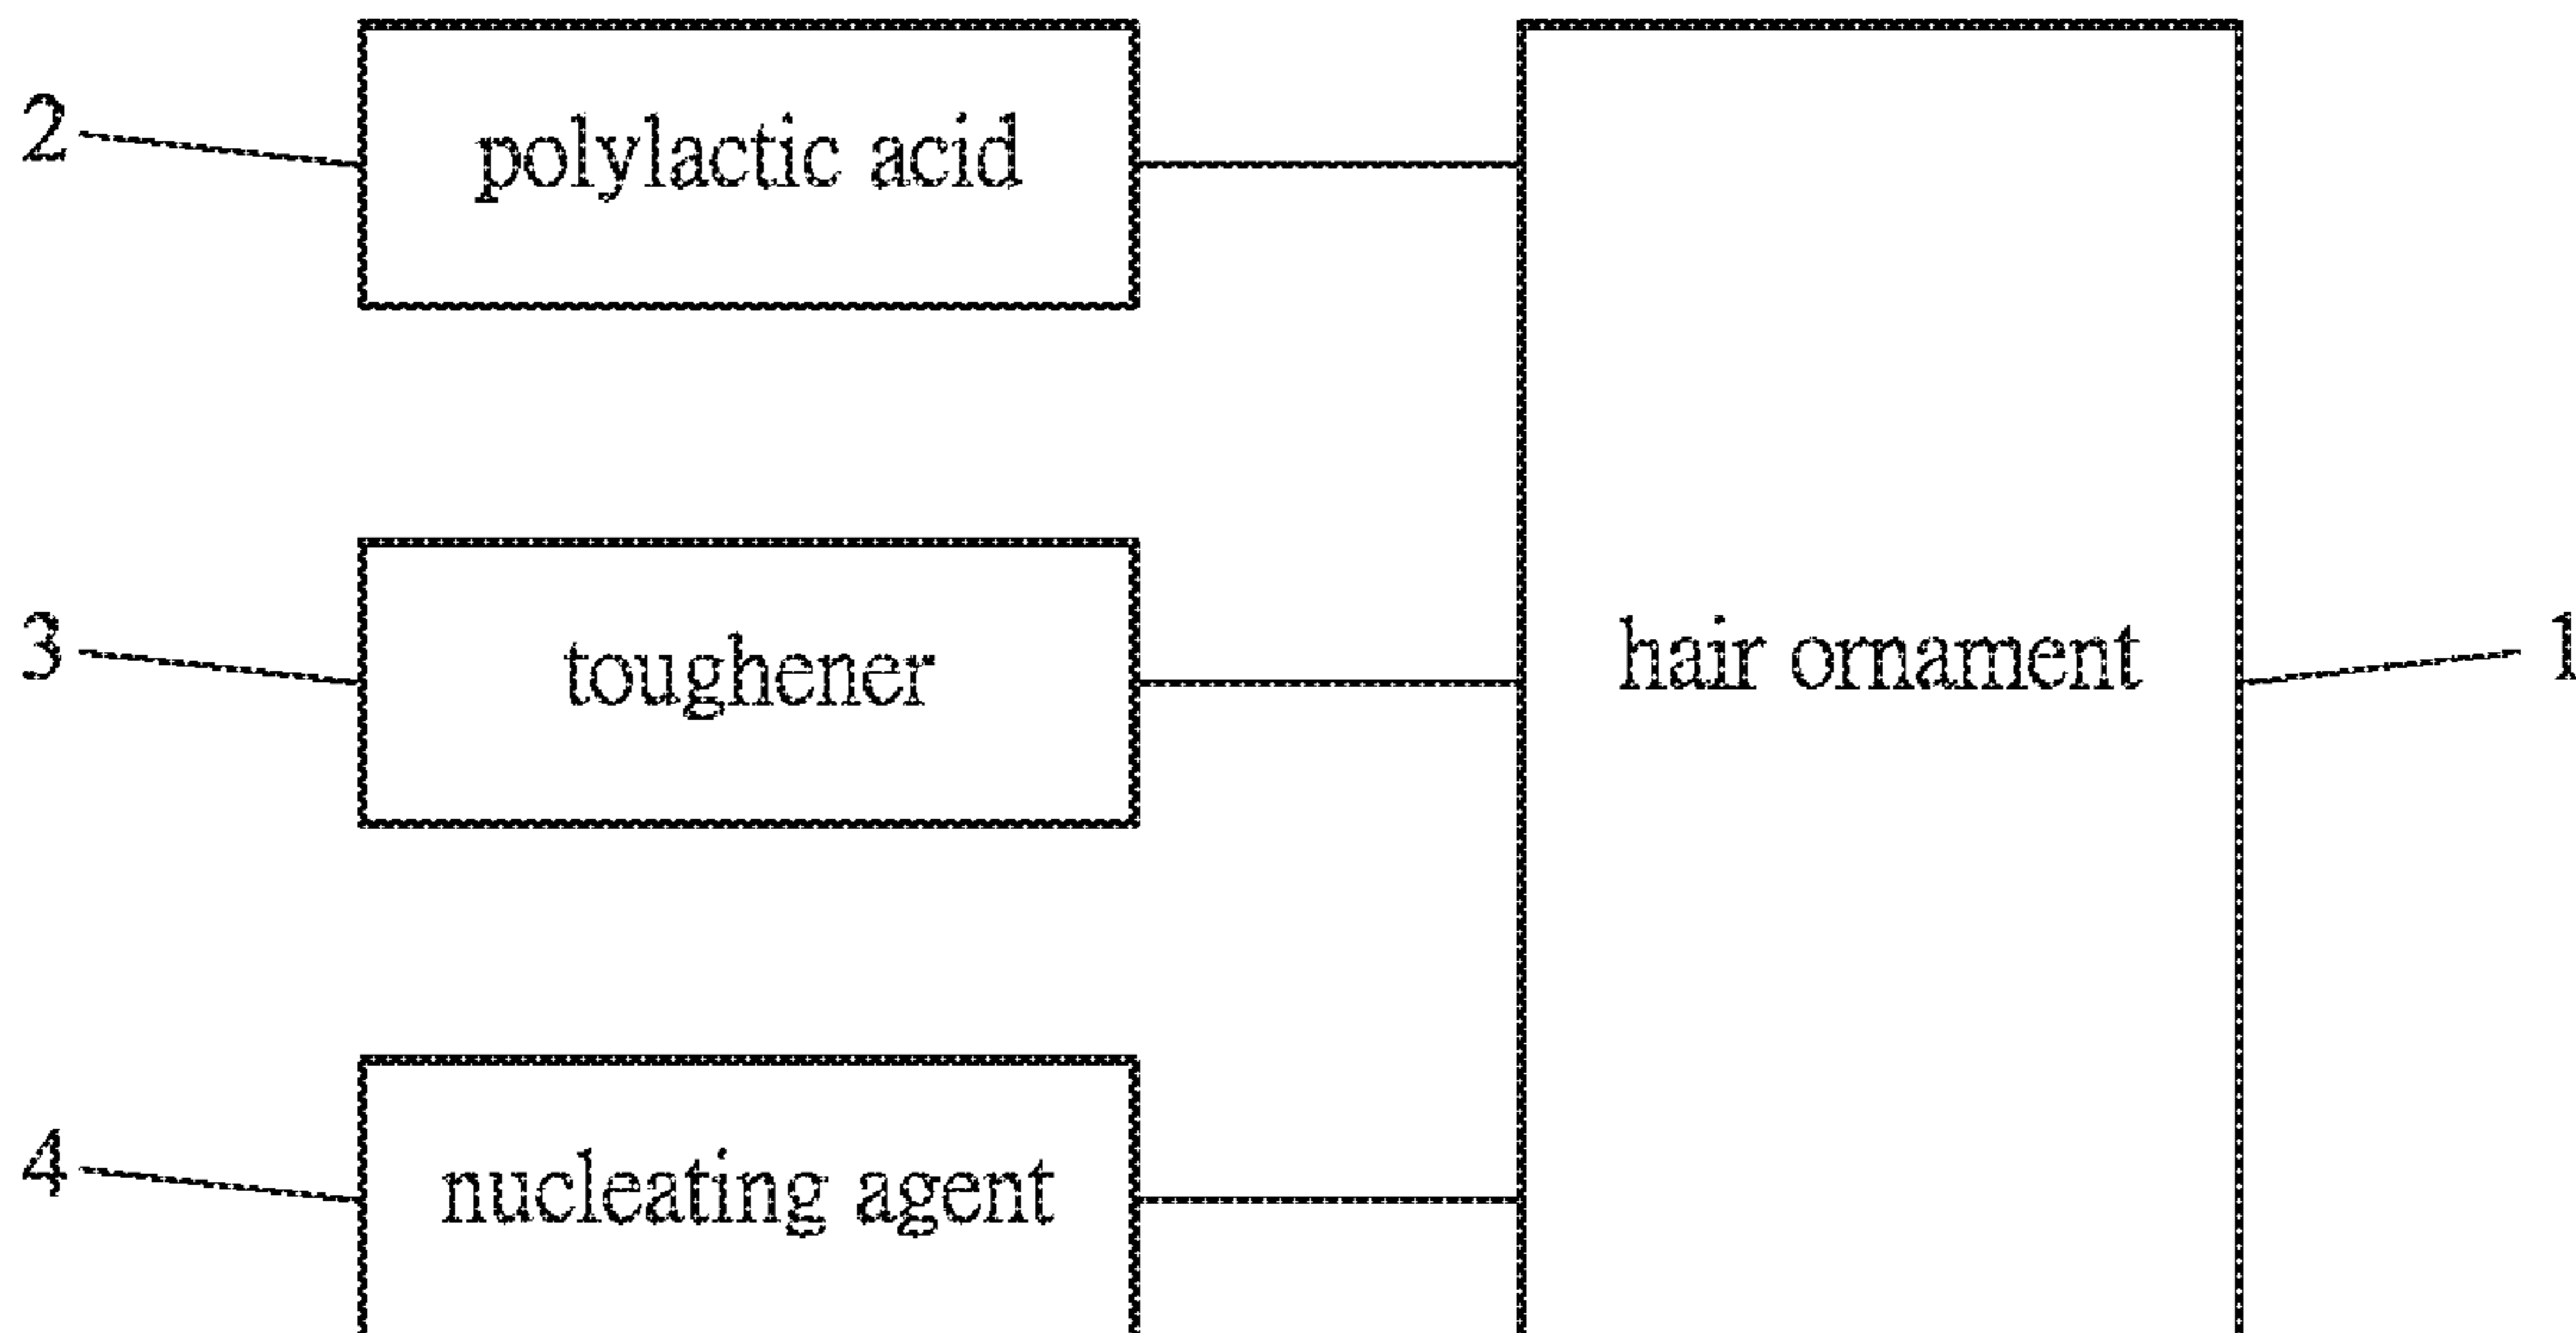 2 polylactic acid
3 toughener hair ornament 1
4 nucleating agent